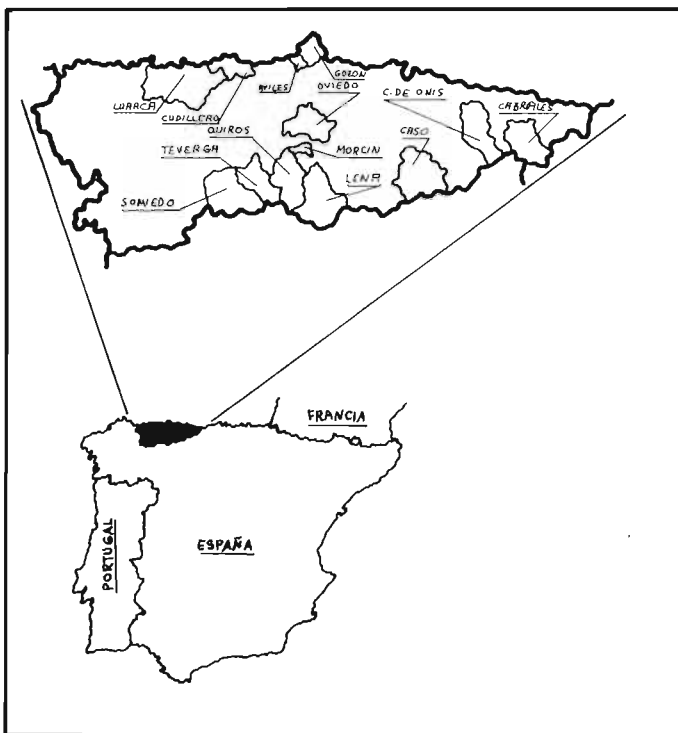 GOZON
AVILES
OVIEDO
C. DE ONIS
CABRALES
LUARCA
CUDILLERO
QUIROS
MORCIN
CASO
TEVERGA
LENA
SOMIEDO
FRANCIA
PORTUGAL
ESPAÑA